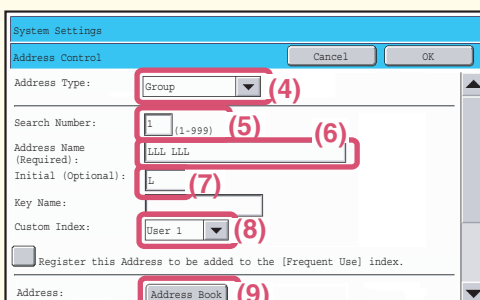 System Settings
Address Control Cancel OK
Address Type: Group (4)
Search Number: 1 (1-999) (5)
(6)
Address Name (Required): LLL LLL
Initial (Optional): L (7)
Key Name:
Custom Index: User 1 (8)
Register this Address to be added to the [Frequent Use] index.
Address: Address Book (9)